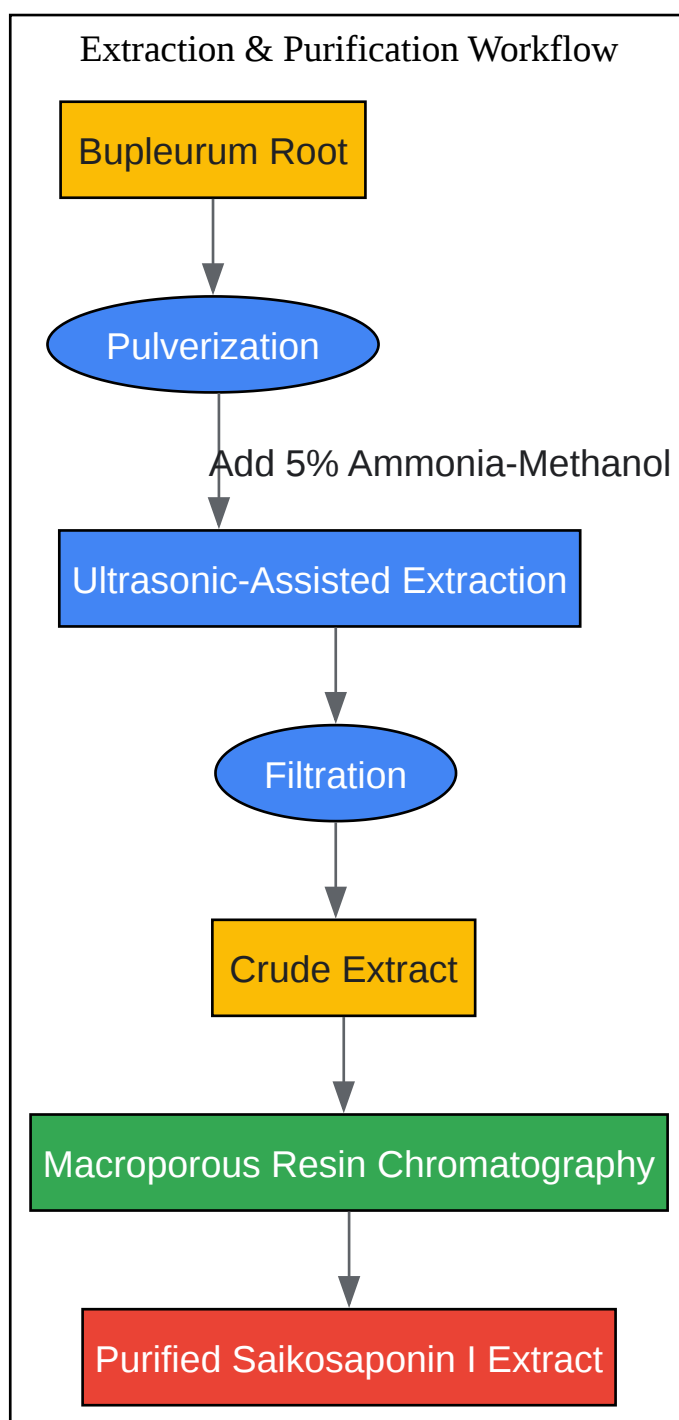 Extraction & Purification Workflow
Bupleurum Root
Pulverization
Add 5% Ammonia-Methanol
Ultrasonic-Assisted Extraction
Filtration
Crude Extract
Macroporous Resin Chromatography
Purified Saikosaponin I Extract